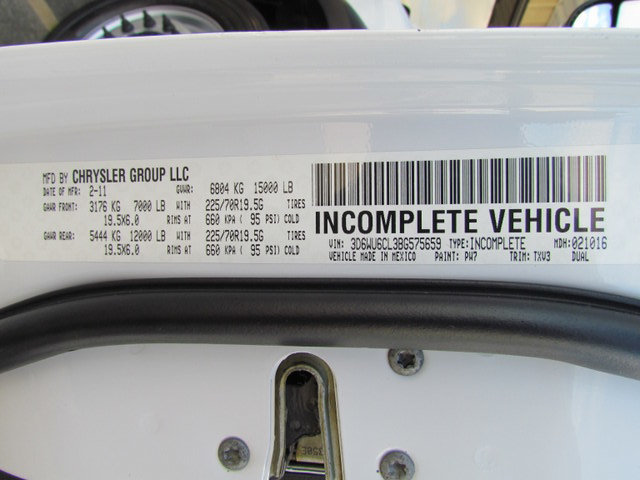 MFD BY CHRYSLER GROUP LLC
DATE OF MFR: 2-11 GVWR: 6804 KG 15000 LB
GAWR FRONT: 3176 KG 7000 LB WITH 225/70R19.5G TIRES
19.5X6.0 RIMS AT 660 KPA ( 95 PSI) COLD
GAWR REAR: 5444 KG 12000 LB WITH 225/70R19.5G TIRES
19.5X6.0 RIMS AT 660 KPA ( 95 PSI) COLD
INCOMPLETE VEHICLE
VIN: 3D6WU6CL3BG575659 TYPE: INCOMPLETE MDH: 021016
VEHICLE MADE IN MEXICO PAINT: PW7 TRIM: TXV3 DUAL